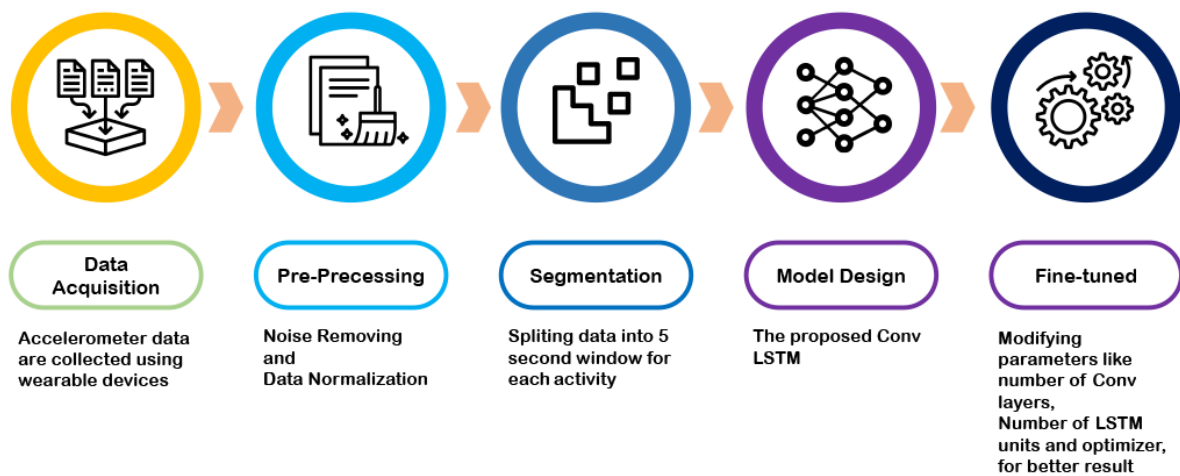 Data
Acquisition
Pre-Precessing
Segmentation
Model Design
Fine-tuned
Accelerometer data
are collected using
wearable devices
Noise Removing
and
Data Normalization
Spliting data into 5
second window for
each activity
The proposed Conv
LSTM
Modifying
parameters like
number of Conv
layers,
Number of LSTM
units and optimizer,
for better result